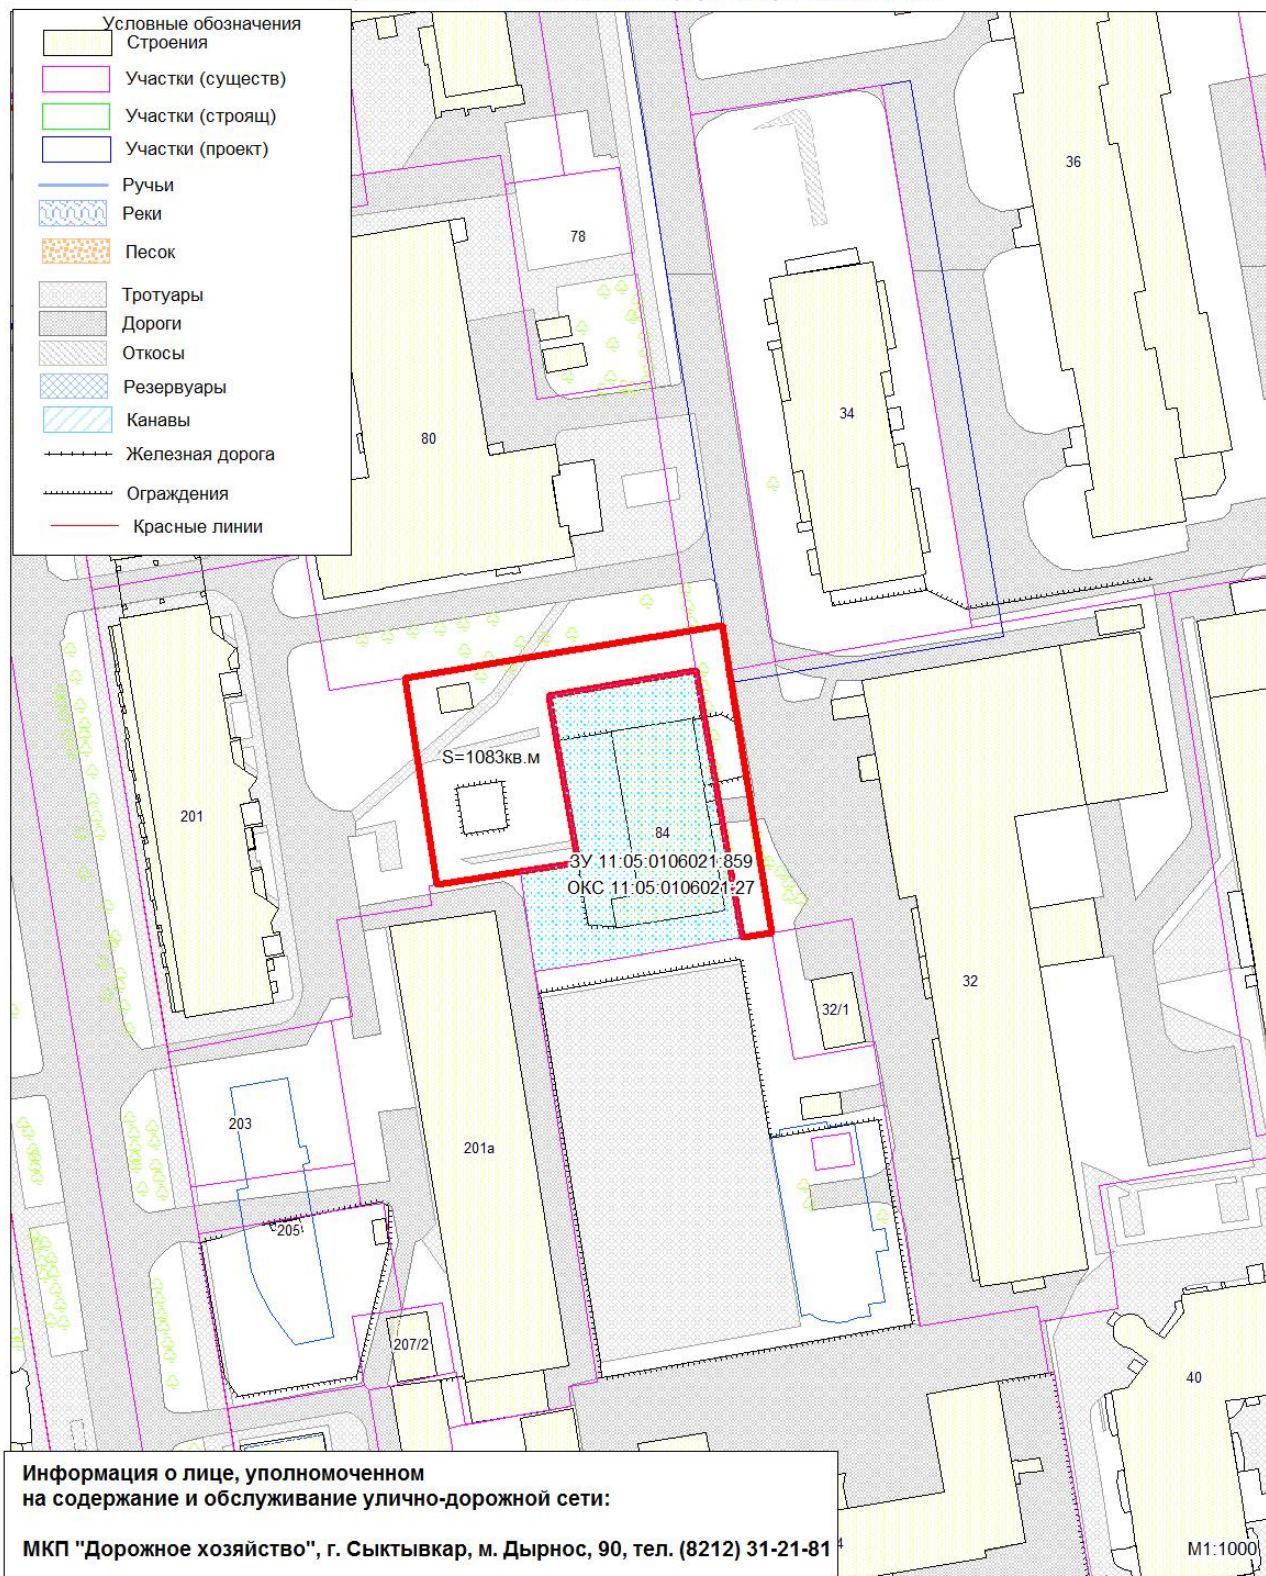 Условные обозначения
Строения
Участки (существ)
Участки (строящ)
Участки (проект)
Ручьи
Реки
Песок
Тротуары
Дороги
Откосы
Резервуары
Канавы
Железная дорога
Ограждения
Красные линии
36
78
34
80
S=1083кв.м
201
84
ЗУ 11:05:0106021:859
ОКС 11:05:0106021:27
32
32/1
203
201а
205
207/2
40
Информация о лице, уполномоченном
на содержание и обслуживание улично-дорожной сети:
МКП "Дорожное хозяйство", г. Сыктывкар, м. Дырнос, 90, тел. (8212) 31-21-81
М1:1000